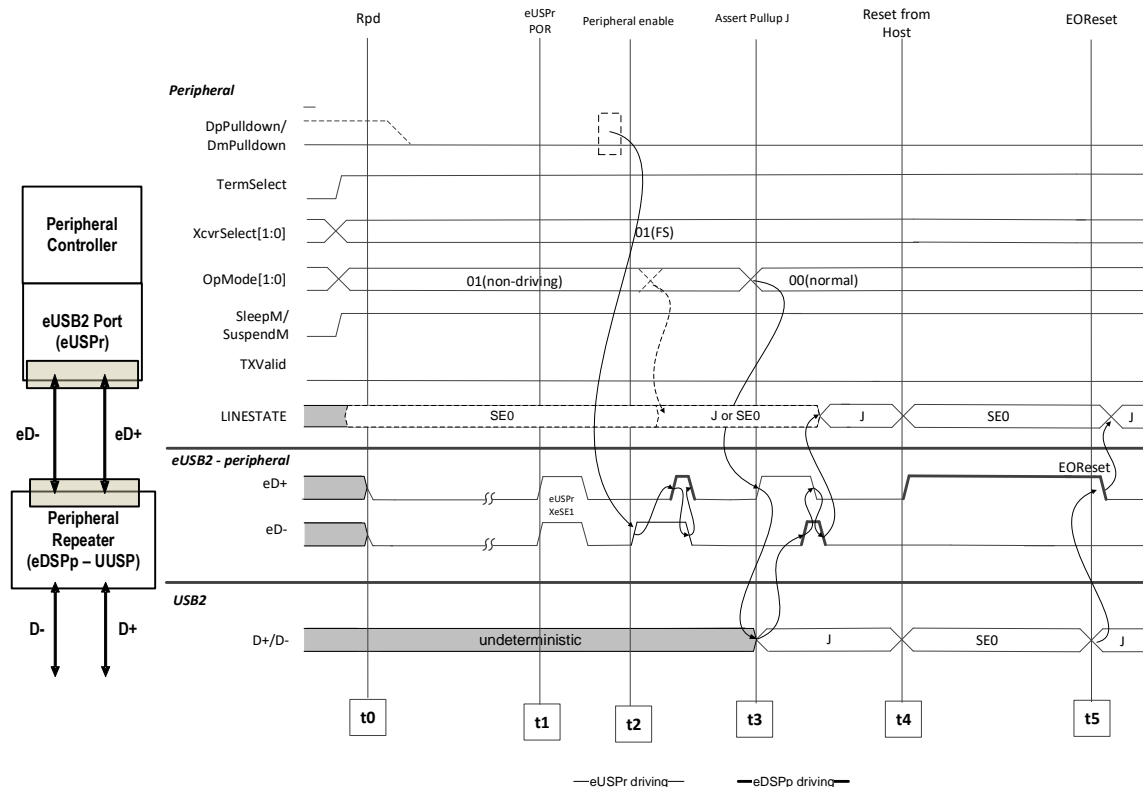 Rpd
eUSPr
POR
Peripheral enable
Assert Pullup J
Reset from
Host
EOReset
Peripheral
DpPulldown/
DmPulldown
TermSelect
XcvrSelect[1:0]
01(FS)
OpMode[1:0]
01(non-driving)
00(normal)
SleepM/
SuspendM
TXValid
LINESTATE
SE0
J or SE0
J
SE0
J
eUSB2 - peripheral
eD+
eUSPr
XeSE1
EOReset
eD-
USB2
D+/D-
undeterministic
J
SE0
J
t0
t1
t2
t3
t4
t5
eUSPr driving
eDSPp driving
Peripheral
Controller
eUSB2 Port
(eUSPr)
eD-
eD+
Peripheral
Repeater
(eDSPp – UUSP)
D-
D+